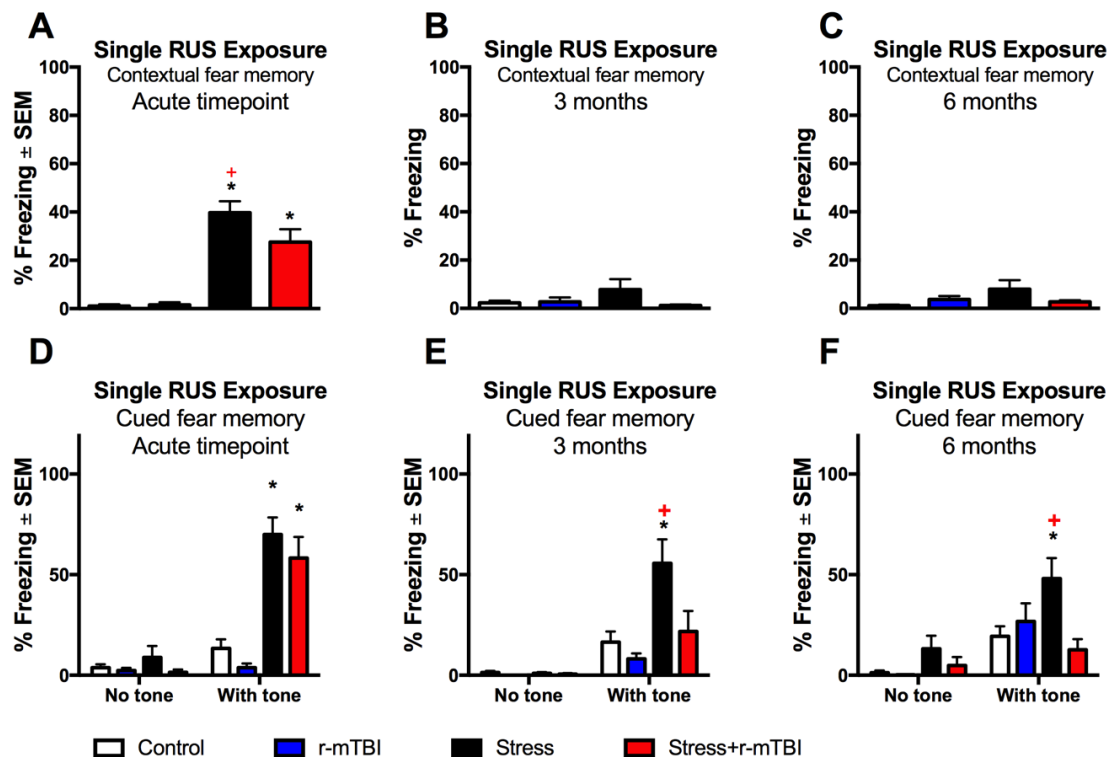 A
Single RUS Exposure
Contextual fear memory
Acute timepoint
% Freezing ± SEM
100
80
60
40
20
0
+
*
*
B
Single RUS Exposure
Contextual fear memory
3 months
% Freezing
100
80
60
40
20
0
C
Single RUS Exposure
Contextual fear memory
6 months
% Freezing
100
80
60
40
20
0
D
Single RUS Exposure
Cued fear memory
Acute timepoint
% Freezing ± SEM
100
50
0
*
*
No tone With tone
E
Single RUS Exposure
Cued fear memory
3 months
% Freezing ± SEM
100
50
0
+
*
No tone With tone
F
Single RUS Exposure
Cued fear memory
6 months
% Freezing ± SEM
100
50
0
+
*
No tone With tone
Control r-mTBI Stress Stress+r-mTBI